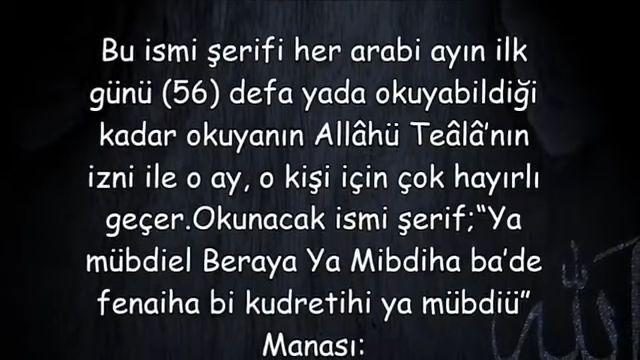 Bu ismi şerifi her arabi ayın ilk
günü (56) defa yada okuyabildiği
kadar okuyanın Allâhü Teâlâ'nın
izni ile o ay, o kişi için çok hayırlı
geçer.Okunacak ismi şerif;“Ya
mübdiel Beraya Ya Mibdiha ba'de
fenaiha bi kudretihi ya mübdiü”
Manası:
الله